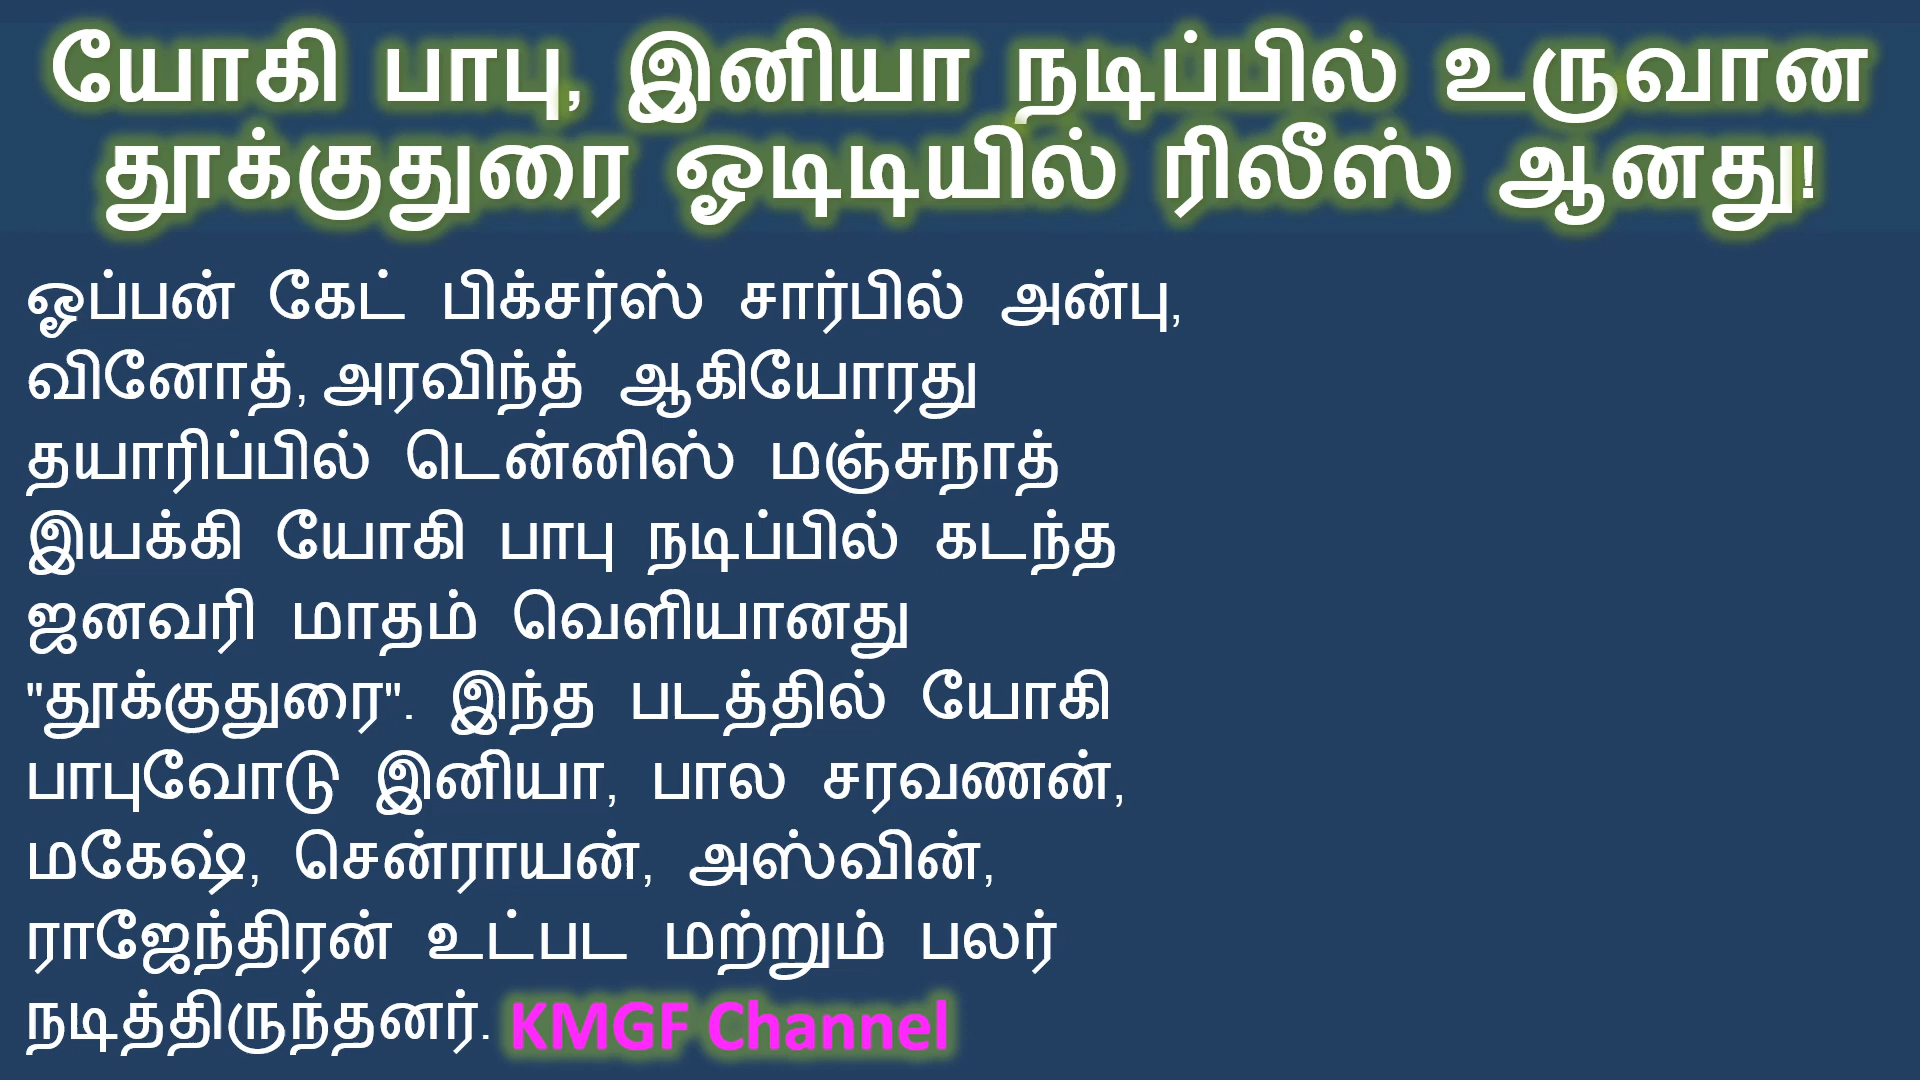 யோகி பாபு, இனியா நடிப்பில் உருவான
தூக்குதுரை ஓடிடியில் ரிலீஸ் ஆனது!
ஓப்பன் கேட் பிக்சர்ஸ் சார்பில் அன்பு,
வினோத், அரவிந்த் ஆகியோரது
தயாரிப்பில் டென்னிஸ் மஞ்சுநாத்
இயக்கி யோகி பாபு நடிப்பில் கடந்த
ஜனவரி மாதம் வெளியானது
"தூக்குதுரை". இந்த படத்தில் யோகி
பாபுவோடு இனியா, பால சரவணன்,
மகேஷ், சென்ராயன், அஸ்வின்,
ராஜேந்திரன் உட்பட மற்றும் பலர்
நடித்திருந்தனர். KMGF Channel